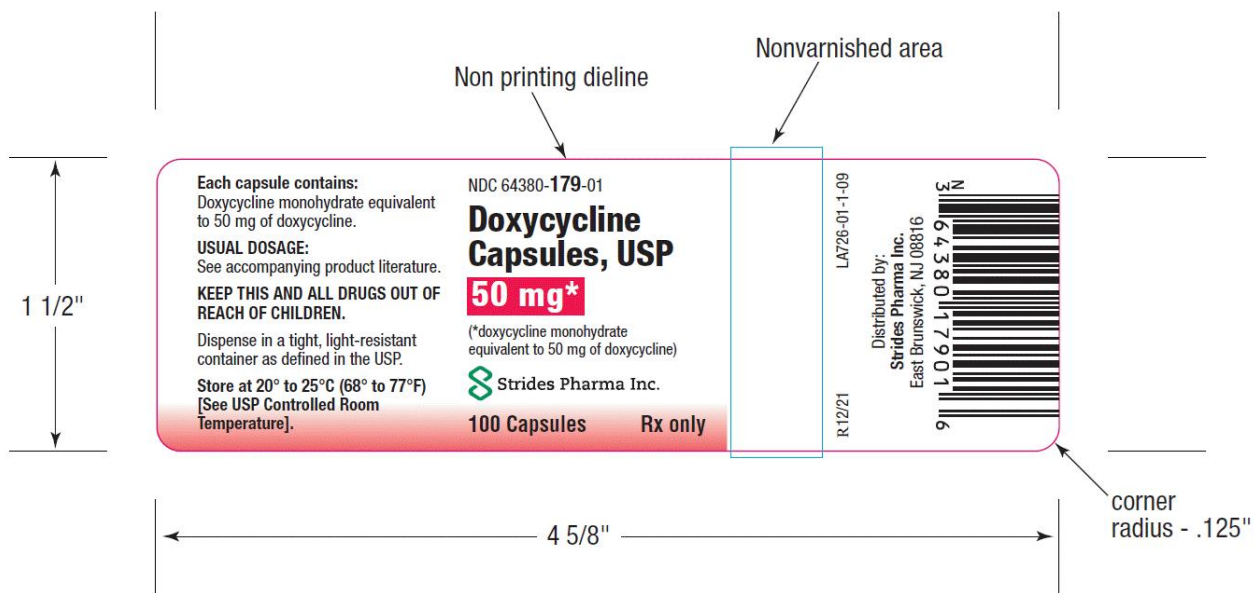 Nonvarnished area
Non printing dieline
1 1/2"
Each capsule contains:
Doxycycline monohydrate equivalent
to 50 mg of doxycycline.
USUAL DOSAGE:
See accompanying product literature.
KEEP THIS AND ALL DRUGS OUT OF
REACH OF CHILDREN.
Dispense in a tight, light-resistant
container as defined in the USP.
Store at 20° to 25°C (68° to 77°F)
[See USP Controlled Room
Temperature].
NDC 64380-179-01
Doxycycline
Capsules, USP
50 mg*
(*doxycycline monohydrate
equivalent to 50 mg of doxycycline)
Strides Pharma Inc.
100 Capsules Rx only
R12/21 LA726-01-1-09
Distributed by:
Strides Pharma Inc.
East Brunswick, NJ 08816
N
3 64380 17901 6
4 5/8"
corner
radius - .125"